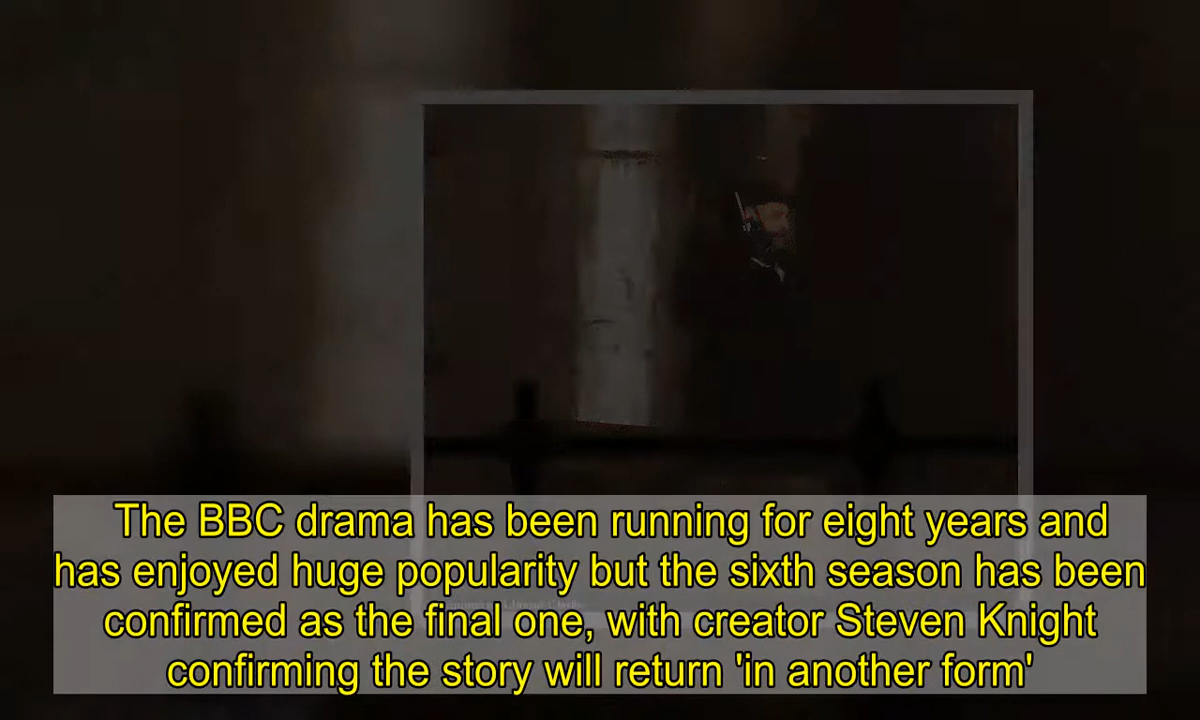 The BBC drama has been running for eight years and
has enjoyed huge popularity but the sixth season has been
confirmed as the final one, with creator Steven Knight
confirming the story will return 'in another form'